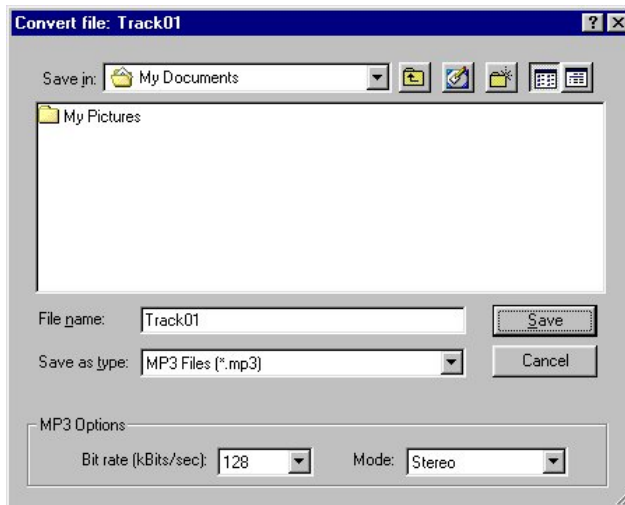 Convert file: Track01
Save in: My Documents
My Pictures
File name: Track01 Save
Save as type: MP3 Files (*.mp3) Cancel
MP3 Options
Bit rate (kBits/sec): 128 Mode: Stereo